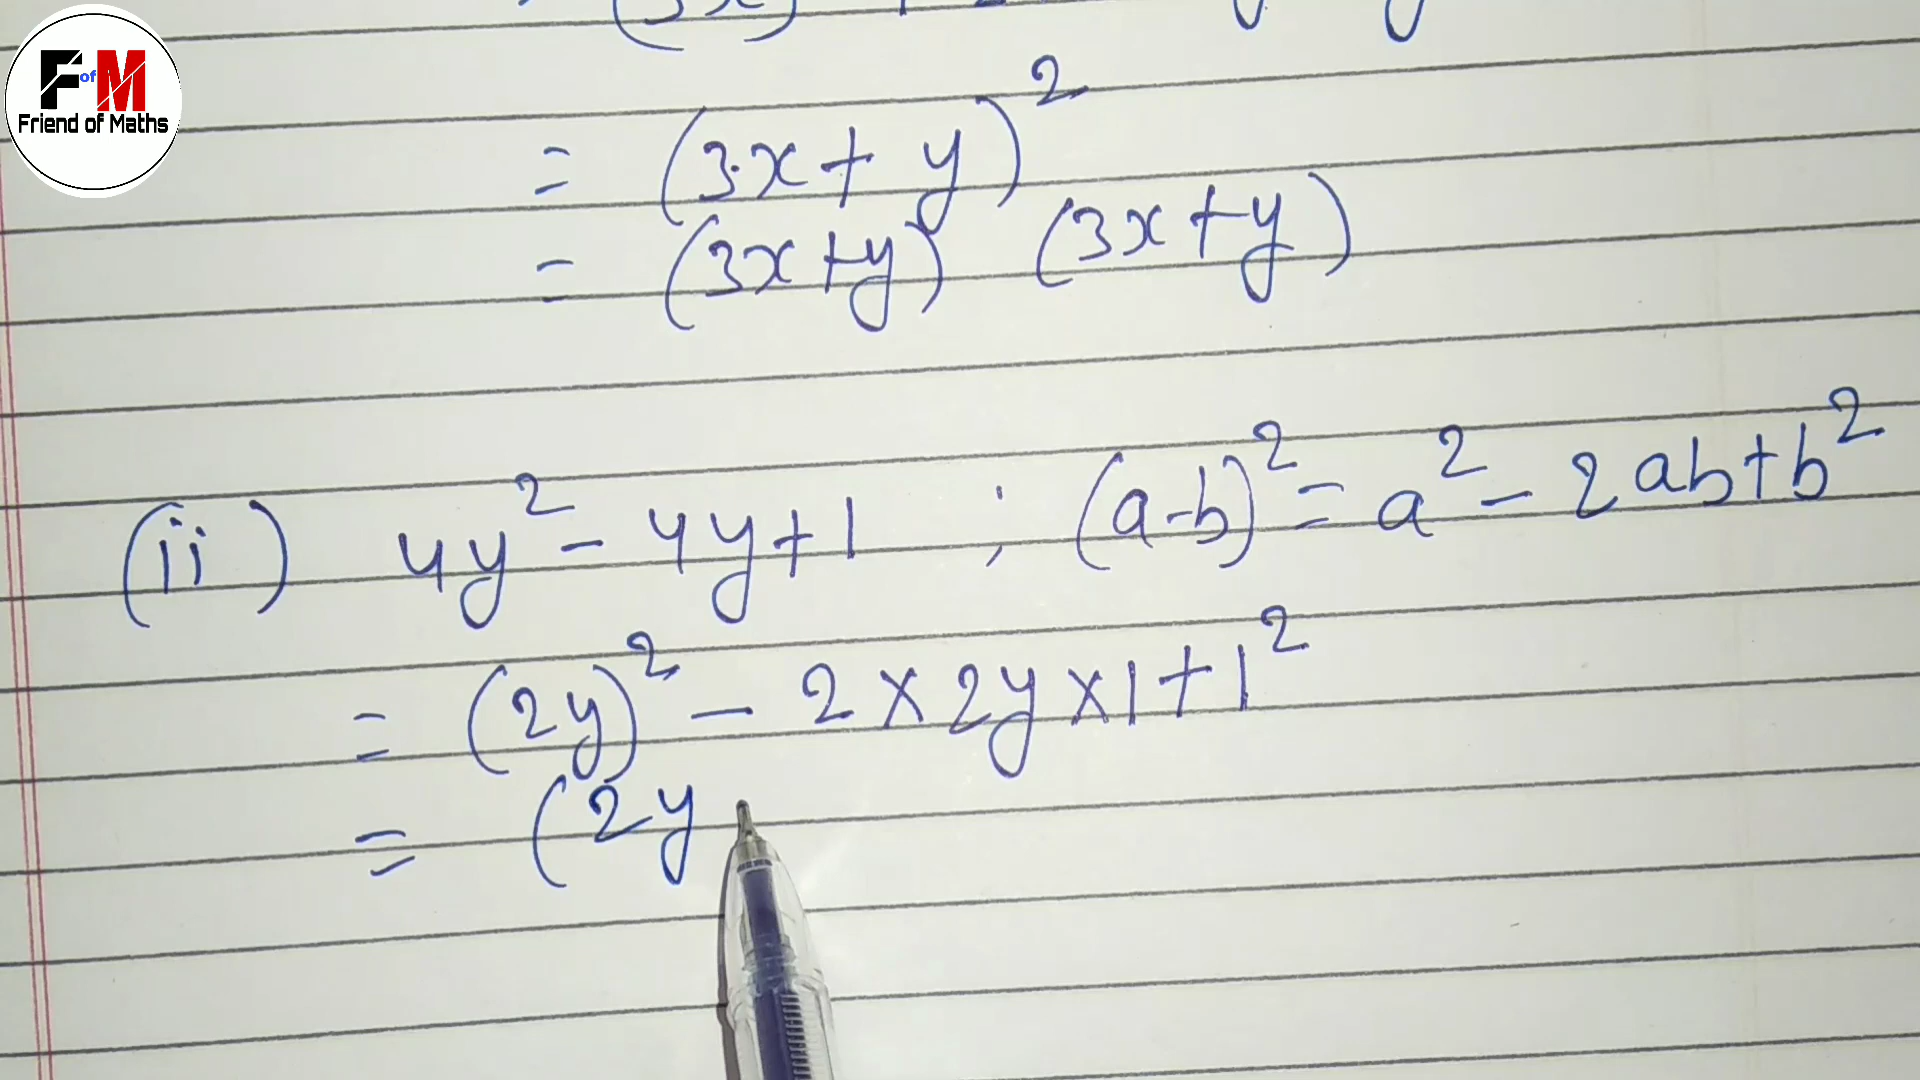 F of M
Friend of Maths
= (3x + y)²
= (3x+y) (3x+y)
(ii) 4y² - 4y+1 ; (a-b)² = a² - 2ab+b²
= (2y)² - 2 × 2y × 1 + 1²
= (2y